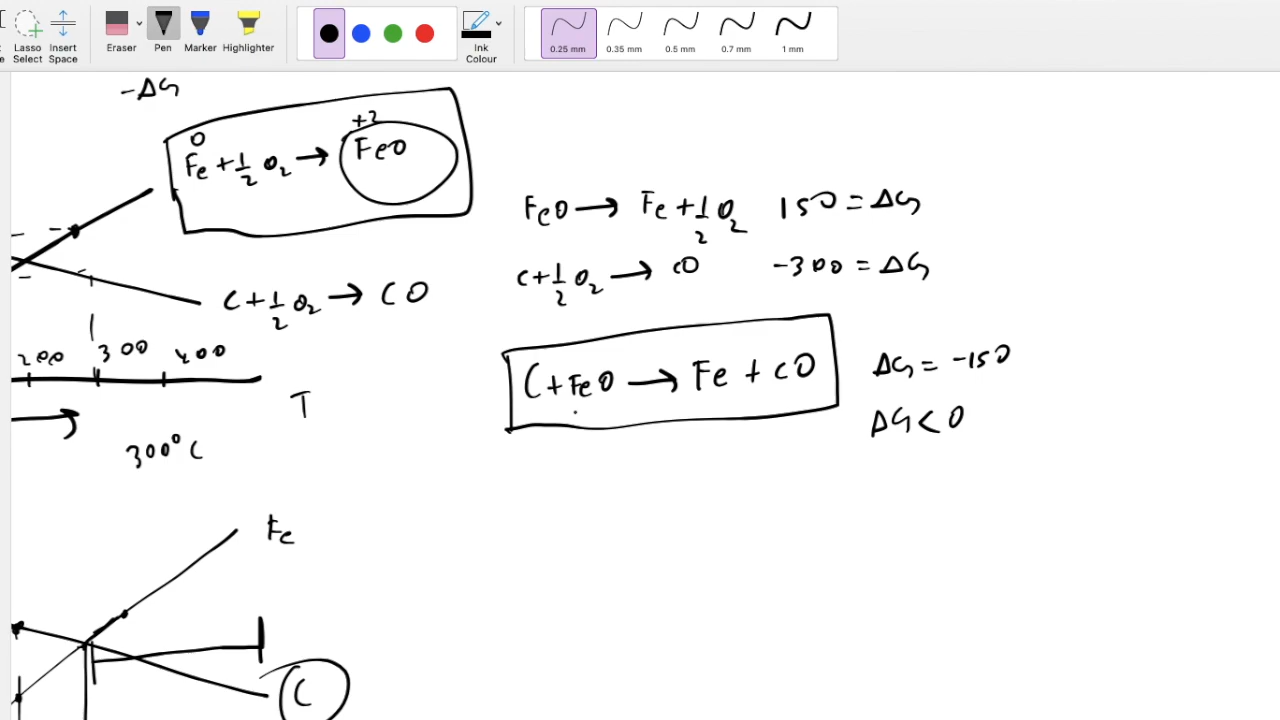 Lasso Select
Insert Space
Eraser
Pen
Marker
Highlighter
Ink Colour
0.25 mm
0.35 mm
0.5 mm
0.7 mm
1 mm
-ΔG
0
+2
Fe + 1/2 O2 → FeO
C + 1/2 O2 → CO
200 300 400
T
300°C
FeO → Fe + 1/2 O2 150 = ΔG
C + 1/2 O2 → CO -300 = ΔG
C + FeO → Fe + CO ΔG = -150
ΔG < 0
Fe
C